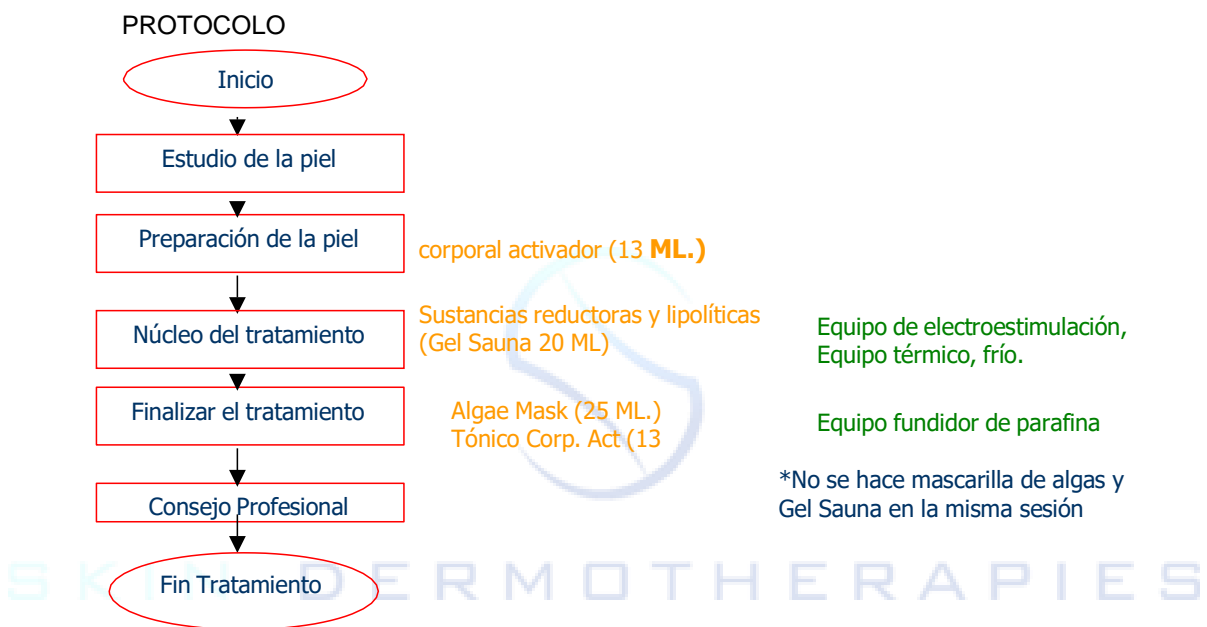 PROTOCOLO
Inicio
Estudio de la piel
Preparación de la piel
corporal activador (13 ML.)
Núcleo del tratamiento
Sustancias reductoras y lipolíticas
(Gel Sauna 20 ML)
Equipo de electroestimulación,
Equipo térmico, frío.
Finalizar el tratamiento
Algae Mask (25 ML.)
Tónico Corp. Act (13
Equipo fundidor de parafina
*No se hace mascarilla de algas y
Gel Sauna en la misma sesión
Consejo Profesional
Fin Tratamiento
SKIN DERMOTHERAPIES